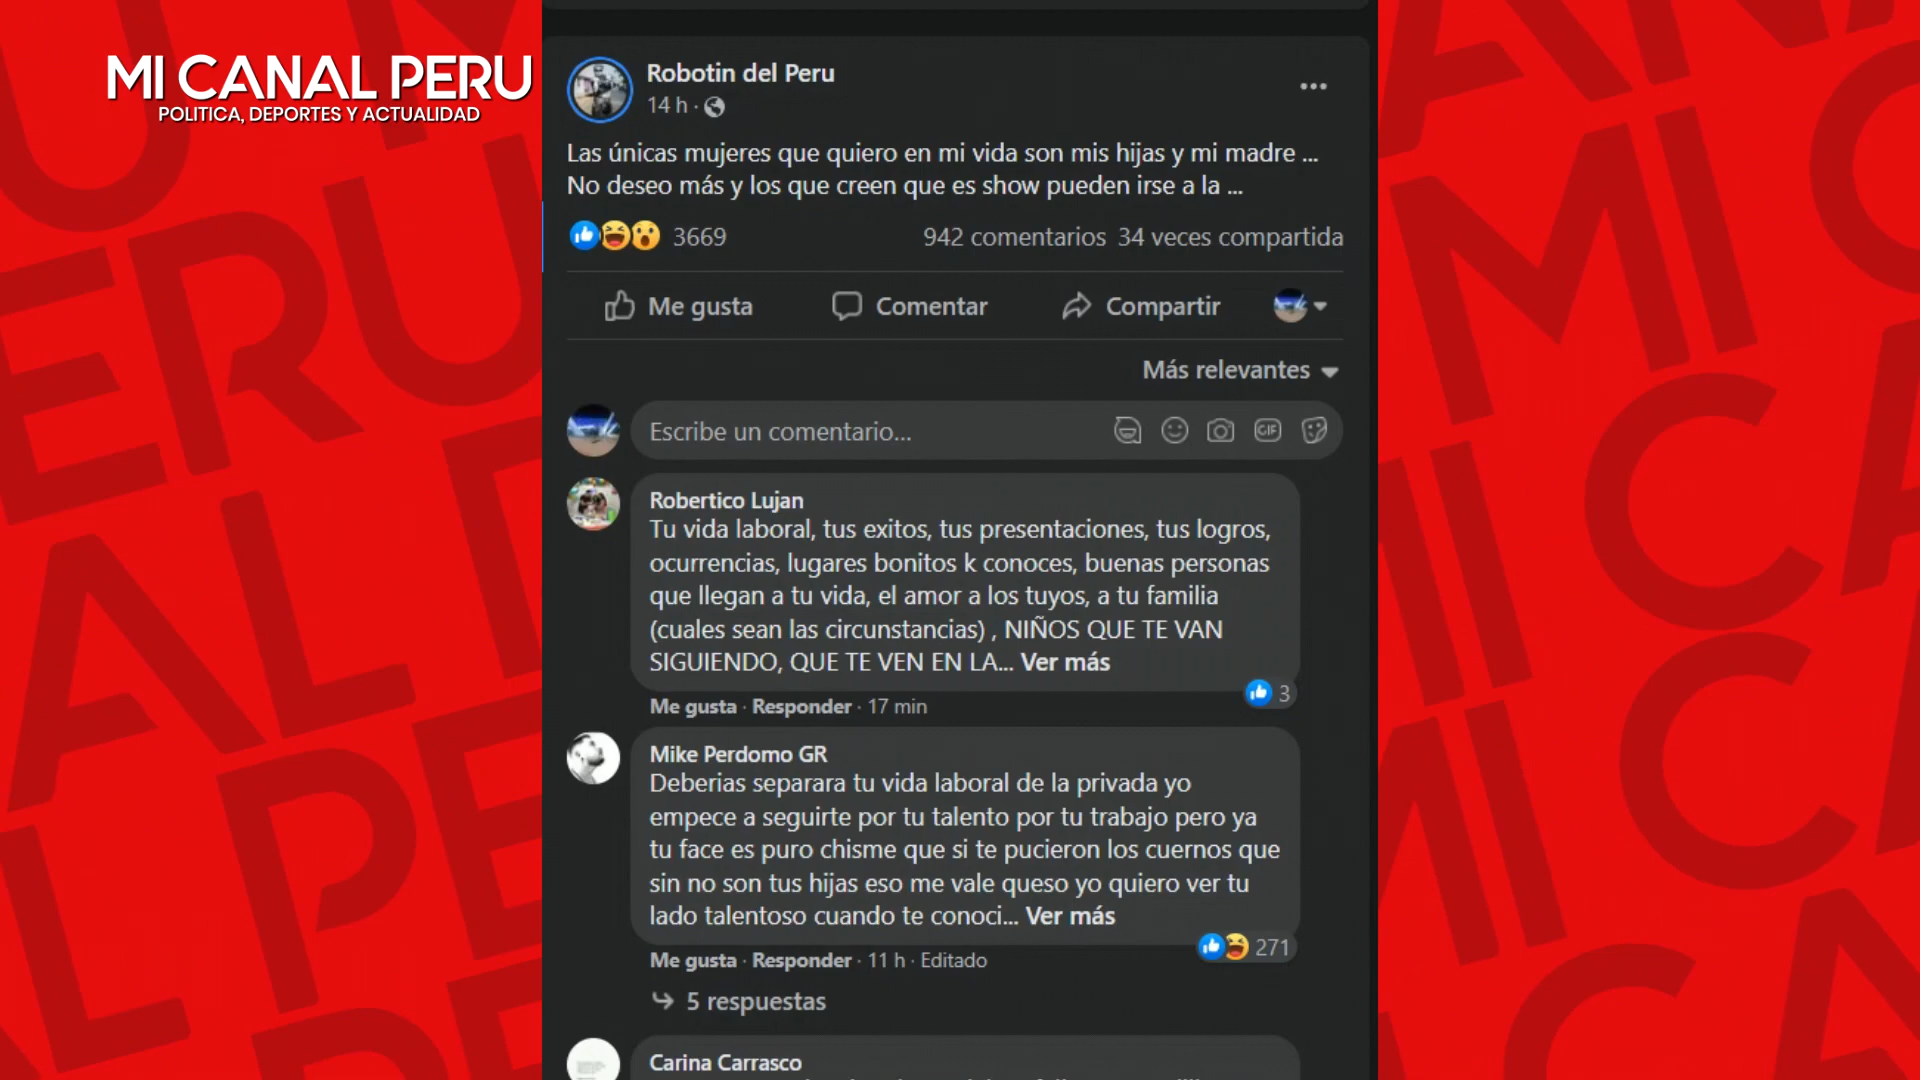 MI CANAL PERU
POLITICA, DEPORTES Y ACTUALIDAD
Robotin del Peru
14 h ·
Las únicas mujeres que quiero en mi vida son mis hijas y mi madre ...
No deseo más y los que creen que es show pueden irse a la ...
3669
942 comentarios 34 veces compartida
Me gusta
Comentar
Compartir
Más relevantes
Escribe un comentario...
GIF
Robertico Lujan
Tu vida laboral, tus exitos, tus presentaciones, tus logros,
ocurrencias, lugares bonitos k conoces, buenas personas
que llegan a tu vida, el amor a los tuyos, a tu familia
(cuales sean las circunstancias) , NIÑOS QUE TE VAN
SIGUIENDO, QUE TE VEN EN LA... Ver más
3
Me gusta · Responder · 17 min
Mike Perdomo GR
Deberias separara tu vida laboral de la privada yo
empece a seguirte por tu talento por tu trabajo pero ya
tu face es puro chisme que si te pucieron los cuernos que
sin no son tus hijas eso me vale queso yo quiero ver tu
lado talentoso cuando te conoci... Ver más
271
Me gusta · Responder · 11 h · Editado
5 respuestas
Carina Carrasco